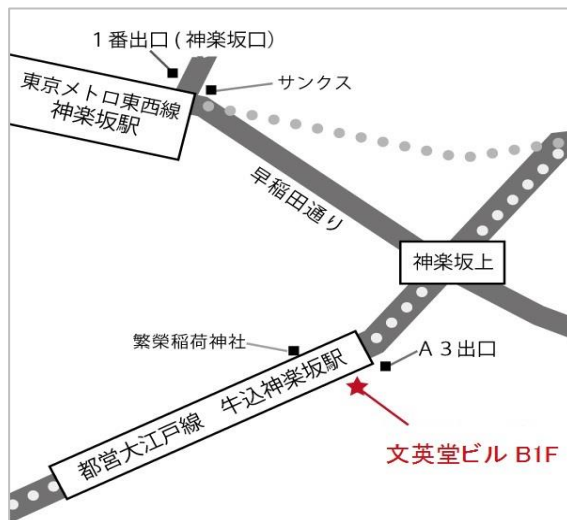 1番出口(神楽坂口)
サンクス
東京メトロ東西線
神楽坂駅
早稲田通り
神楽坂上
繁榮稲荷神社
A3出口
都営大江戸線 牛込神楽坂駅
文英堂ビル B1F